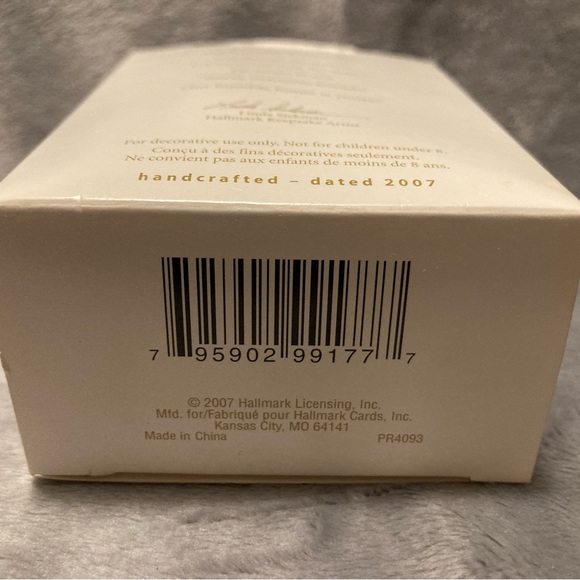 Linda Sickman
Hallmark Keepsake Artist
For decorative use only. Not for children under 8.
Conçu à des fins décoratives seulement.
Ne convient pas aux enfants de moins de 8 ans.
handcrafted – dated 2007
7 95902 99177 7
© 2007 Hallmark Licensing, Inc.
Mfd. for/Fabriqué pour Hallmark Cards, Inc.
Kansas City, MO 64141
Made in China PR4093